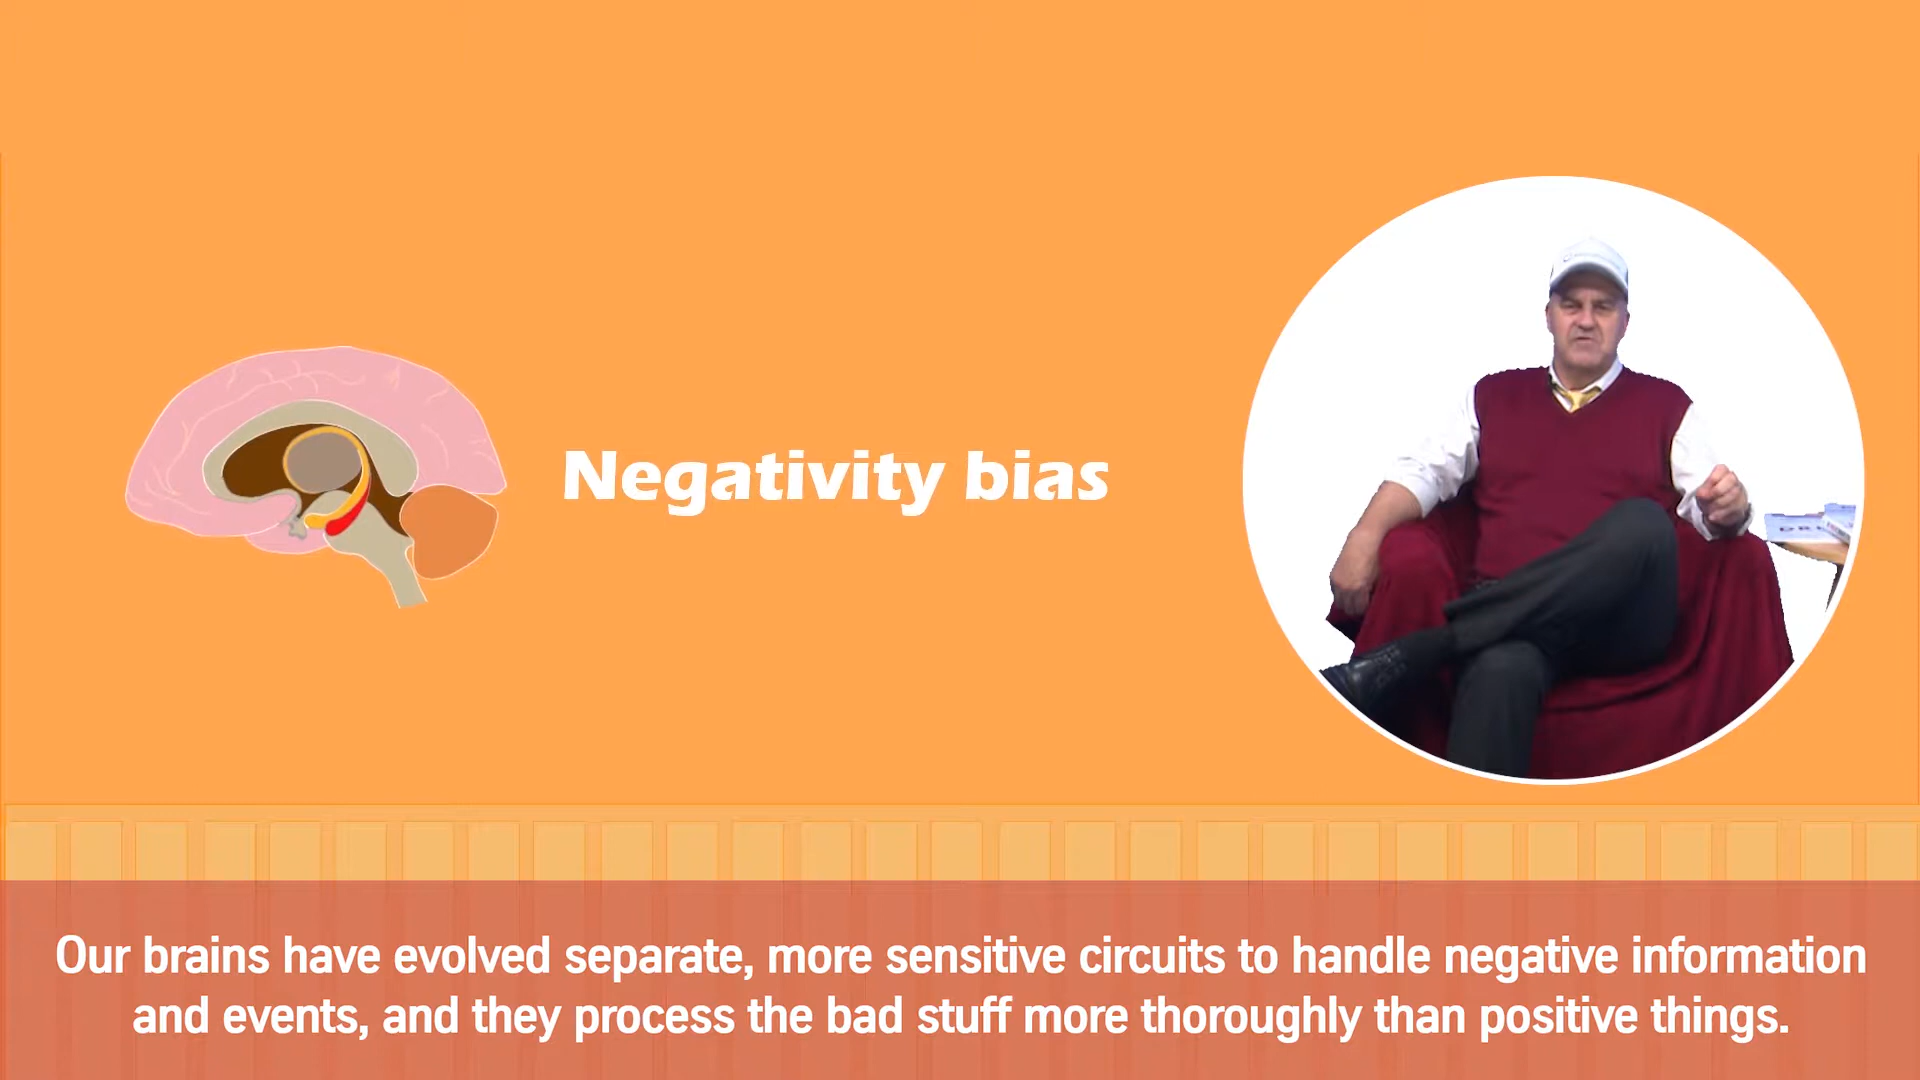 Negativity bias
Our brains have evolved separate, more sensitive circuits to handle negative information
and events, and they process the bad stuff more thoroughly than positive things.